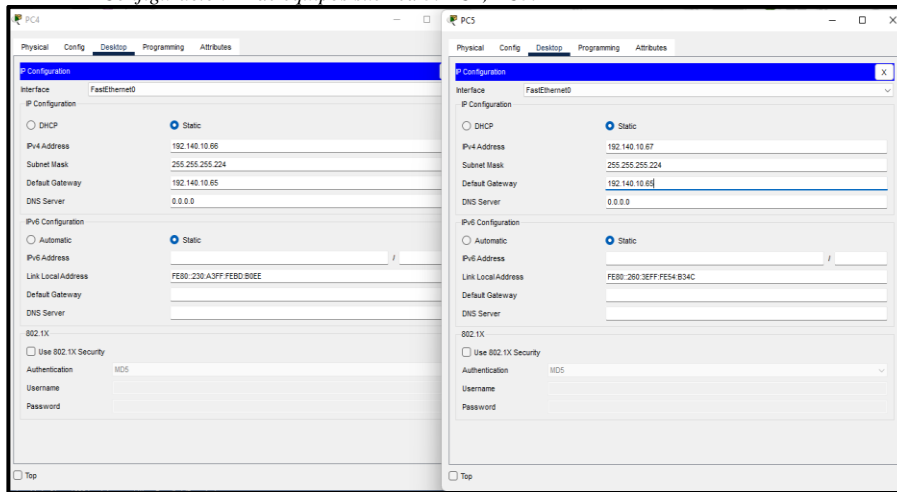 PC4
Physical Config Desktop Programming Attributes
IP Configuration
Interface FastEthernet0
IP Configuration
DHCP Static
IPv4 Address 192.140.10.66
Subnet Mask 255.255.255.224
Default Gateway 192.140.10.65
DNS Server 0.0.0.0
IPv6 Configuration
Automatic Static
IPv6 Address /
Link Local Address FE80::230:A3FF:FEBD:B0EE
Default Gateway
DNS Server
802.1X
Use 802.1X Security
Authentication MD5
Username
Password
Top
PC5
Physical Config Desktop Programming Attributes
IP Configuration X
Interface FastEthernet0
IP Configuration
DHCP Static
IPv4 Address 192.140.10.67
Subnet Mask 255.255.255.224
Default Gateway 192.140.10.65
DNS Server 0.0.0.0
IPv6 Configuration
Automatic Static
IPv6 Address /
Link Local Address FE80::260:3EFF:FE54:B34C
Default Gateway
DNS Server
802.1X
Use 802.1X Security
Authentication MD5
Username
Password
Top